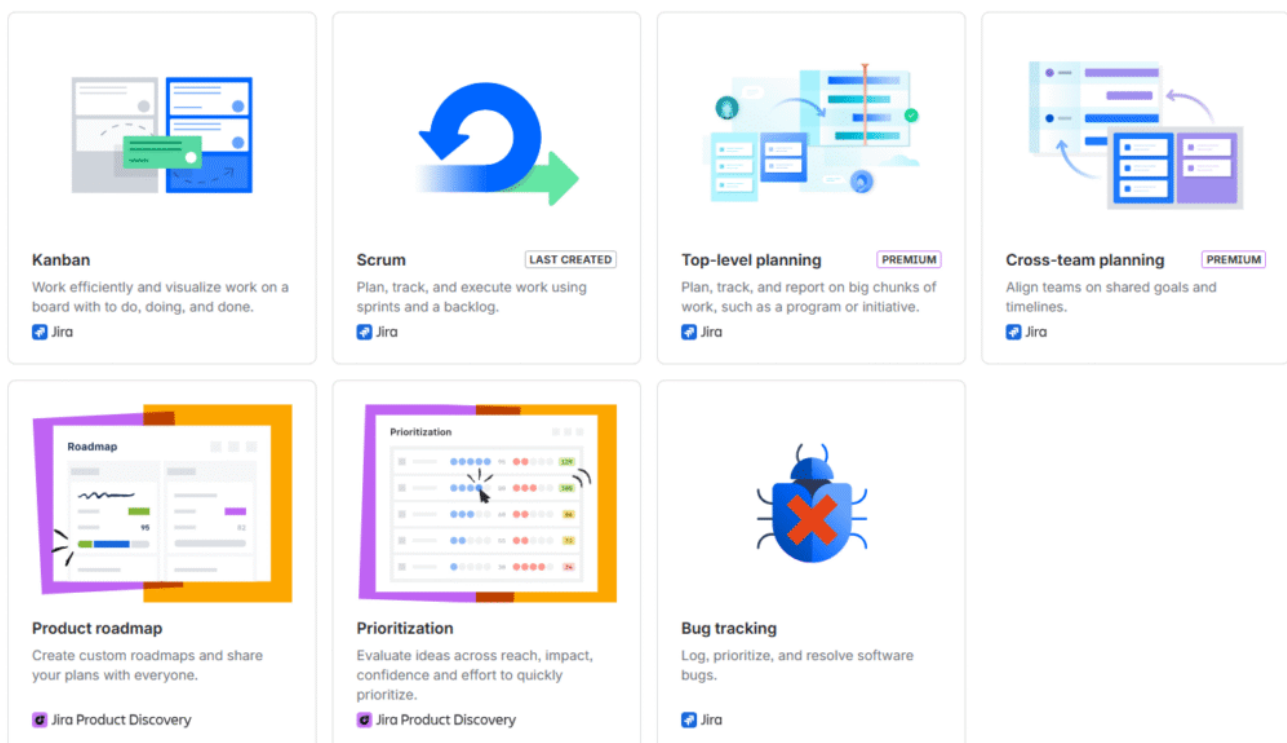 Kanban
Work efficiently and visualize work on a
board with to do, doing, and done.
Jira
Scrum
LAST CREATED
Plan, track, and execute work using
sprints and a backlog.
Jira
Top-level planning
PREMIUM
Plan, track, and report on big chunks of
work, such as a program or initiative.
Jira
Cross-team planning
PREMIUM
Align teams on shared goals and
timelines.
Jira
Roadmap
95
82
Product roadmap
Create custom roadmaps and share
your plans with everyone.
Jira Product Discovery
Prioritization
Prioritization
Evaluate ideas across reach, impact,
confidence and effort to quickly
prioritize.
Jira Product Discovery
Bug tracking
Log, prioritize, and resolve software
bugs.
Jira